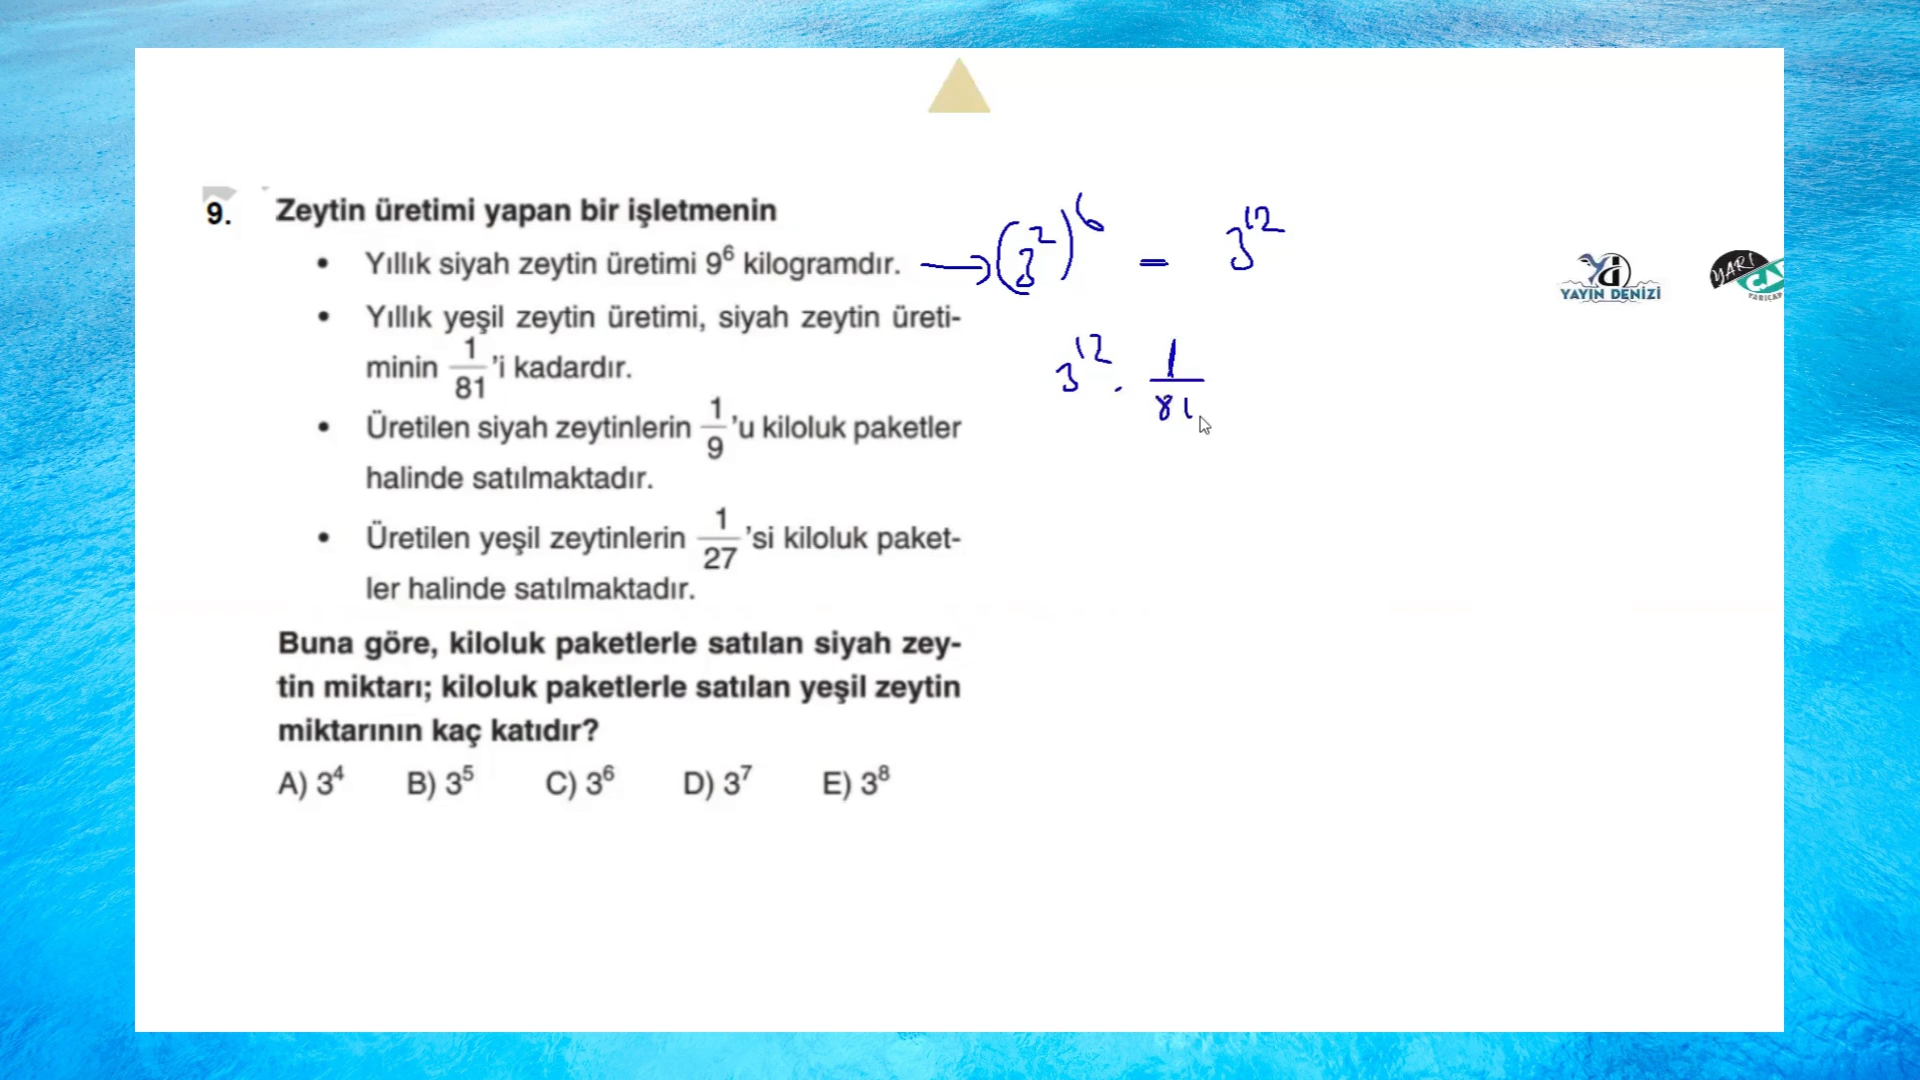 9. Zeytin üretimi yapan bir işletmenin
• Yıllık siyah zeytin üretimi 9⁶ kilogramdır. → (3²)⁶ = 3¹²
• Yıllık yeşil zeytin üretimi, siyah zeytin üreti-
minin 1/81 'i kadardır.
3¹² . 1/81
• Üretilen siyah zeytinlerin 1/9 'u kiloluk paketler
halinde satılmaktadır.
• Üretilen yeşil zeytinlerin 1/27 'si kiloluk paket-
ler halinde satılmaktadır.
Buna göre, kiloluk paketlerle satılan siyah zey-
tin miktarı; kiloluk paketlerle satılan yeşil zeytin
miktarının kaç katıdır?
A) 3⁴ B) 3⁵ C) 3⁶ D) 3⁷ E) 3⁸
YAYIN DENİZİ
YARI